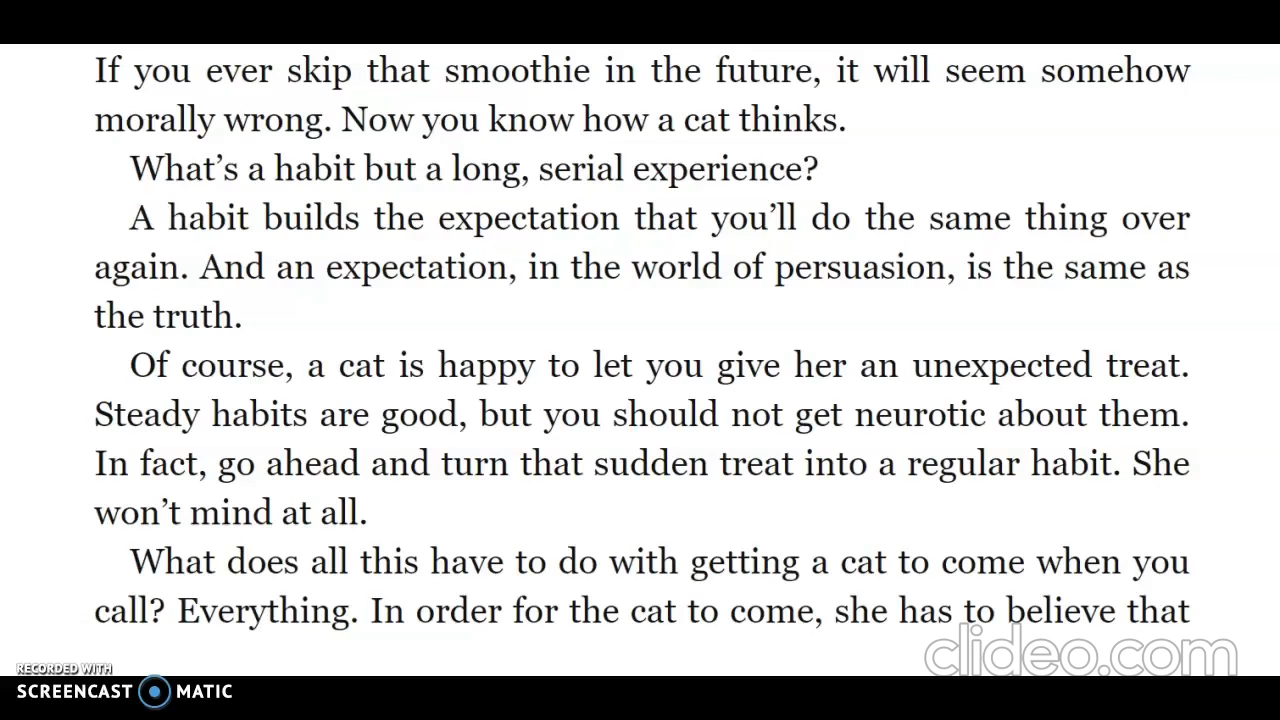 If you ever skip that smoothie in the future, it will seem somehow
morally wrong. Now you know how a cat thinks.
What’s a habit but a long, serial experience?
A habit builds the expectation that you’ll do the same thing over
again. And an expectation, in the world of persuasion, is the same as
the truth.
Of course, a cat is happy to let you give her an unexpected treat.
Steady habits are good, but you should not get neurotic about them.
In fact, go ahead and turn that sudden treat into a regular habit. She
won’t mind at all.
What does all this have to do with getting a cat to come when you
call? Everything. In order for the cat to come, she has to believe that
clideo.com
RECORDED WITH
SCREENCAST MATIC